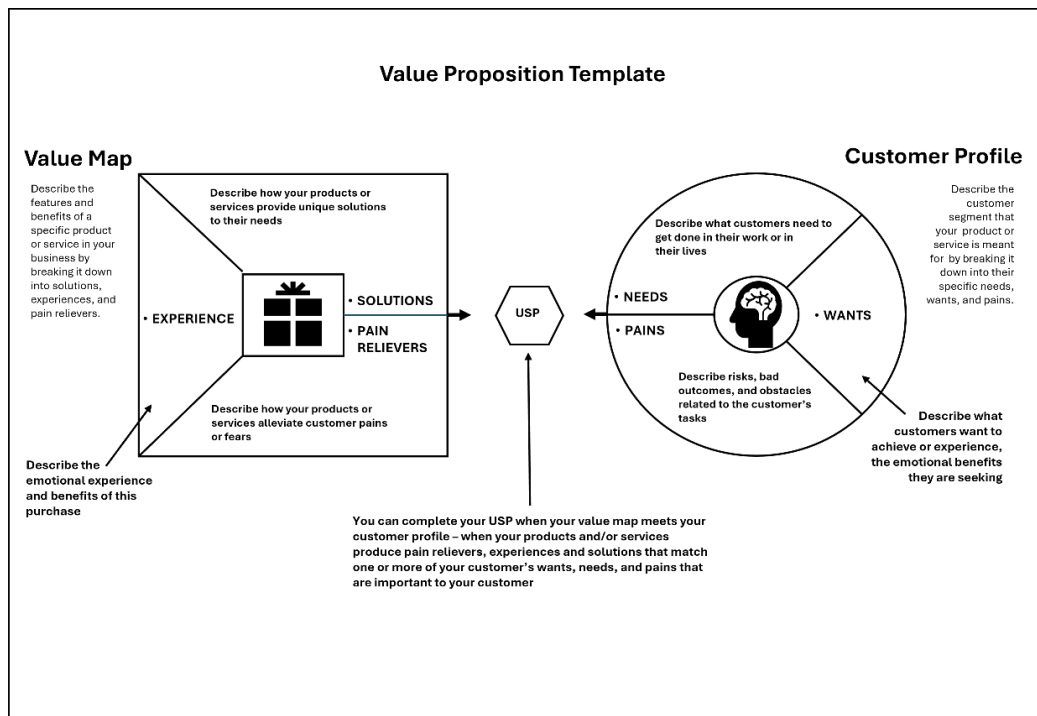 Value Proposition Template
Value Map
Describe the
features and
benefits of a
specific product
or service in your
business by
breaking it down
into solutions,
experiences, and
pain relievers.
Describe how your products or
services provide unique solutions
to their needs
• EXPERIENCE
• SOLUTIONS
• PAIN
RELIEVERS
Describe how your products or
services alleviate customer pains
or fears
Describe the
emotional experience
and benefits of this
purchase
USP
You can complete your USP when your value map meets your
customer profile – when your products and/or services
produce pain relievers, experiences and solutions that match
one or more of your customer's wants, needs, and pains that
are important to your customer
Customer Profile
Describe the
customer
segment that
your product or
service is meant
for by breaking it
down into their
specific needs,
wants, and pains.
Describe what customers need to
get done in their work or in
their lives
• NEEDS
• PAINS
• WANTS
Describe risks, bad
outcomes, and obstacles
related to the customer's
tasks
Describe what
customers want to
achieve or experience,
the emotional benefits
they are seeking